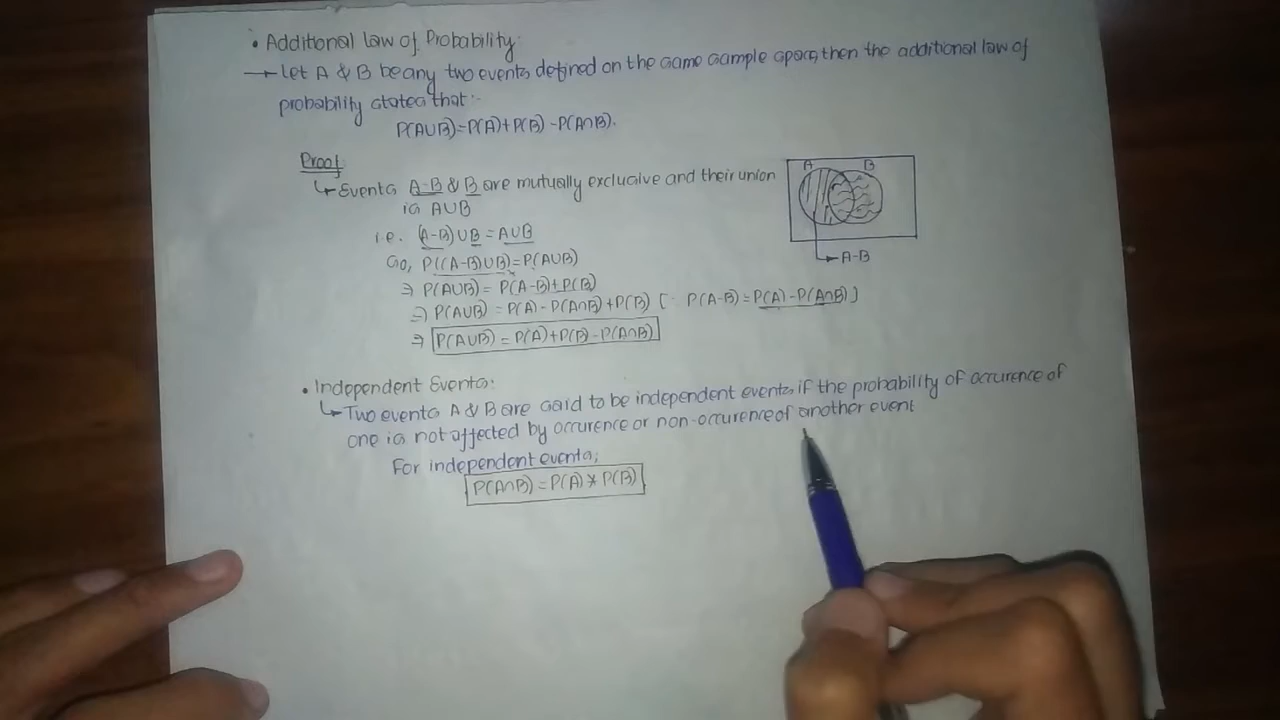 • Additional law of Probability:
→ Let A & B be any two events defined on the same sample space, then the additional law of
probability states that:-
P(A∪B)=P(A)+P(B)-P(A∩B).
Proof:
↳ Events A-B & B are mutually exclusive and their union
is A∪B
i.e. (A-B)∪B = A∪B
So, P((A-B)∪B)=P(A∪B)
⇒ P(A∪B)= P(A-B)+P(B)
⇒ P(A∪B) = P(A)-P(A∩B)+P(B) [∵ P(A-B)=P(A)-P(A∩B)]
⇒ P(A∪B) = P(A)+P(B)-P(A∩B)
A B
A-B
• Independent Events:
↳ Two events A & B are said to be independent events, if the probability of occurence of
one is not affected by occurence or non-occurence of another event
For independent events,
P(A∩B)=P(A)*P(B)